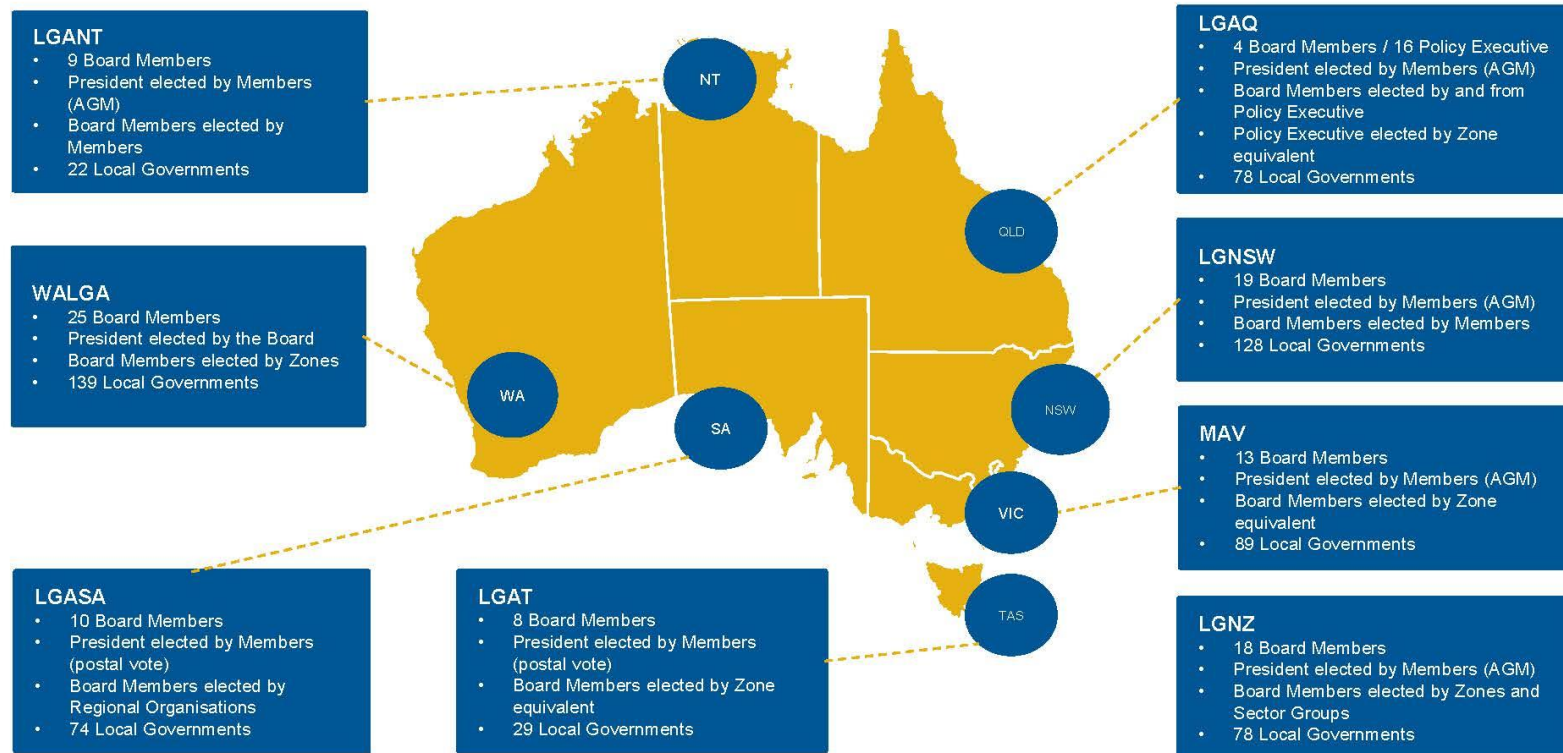 LGANT
• 9 Board Members
• President elected by Members
(AGM)
• Board Members elected by
Members
• 22 Local Governments
WALGA
• 25 Board Members
• President elected by the Board
• Board Members elected by Zones
• 139 Local Governments
LGASA
• 10 Board Members
• President elected by Members
(postal vote)
• Board Members elected by
Regional Organisations
• 74 Local Governments
LGAT
• 8 Board Members
• President elected by Members
(postal vote)
• Board Members elected by Zone
equivalent
• 29 Local Governments
NT
QLD
WA
SA
NSW
VIC
TAS
LGAQ
• 4 Board Members / 16 Policy Executive
• President elected by Members (AGM)
• Board Members elected by and from
Policy Executive
• Policy Executive elected by Zone
equivalent
• 78 Local Governments
LGNSW
• 19 Board Members
• President elected by Members (AGM)
• Board Members elected by Members
• 128 Local Governments
MAV
• 13 Board Members
• President elected by Members (AGM)
• Board Members elected by Zone
equivalent
• 89 Local Governments
LGNZ
• 18 Board Members
• President elected by Members (AGM)
• Board Members elected by Zones and
Sector Groups
• 78 Local Governments